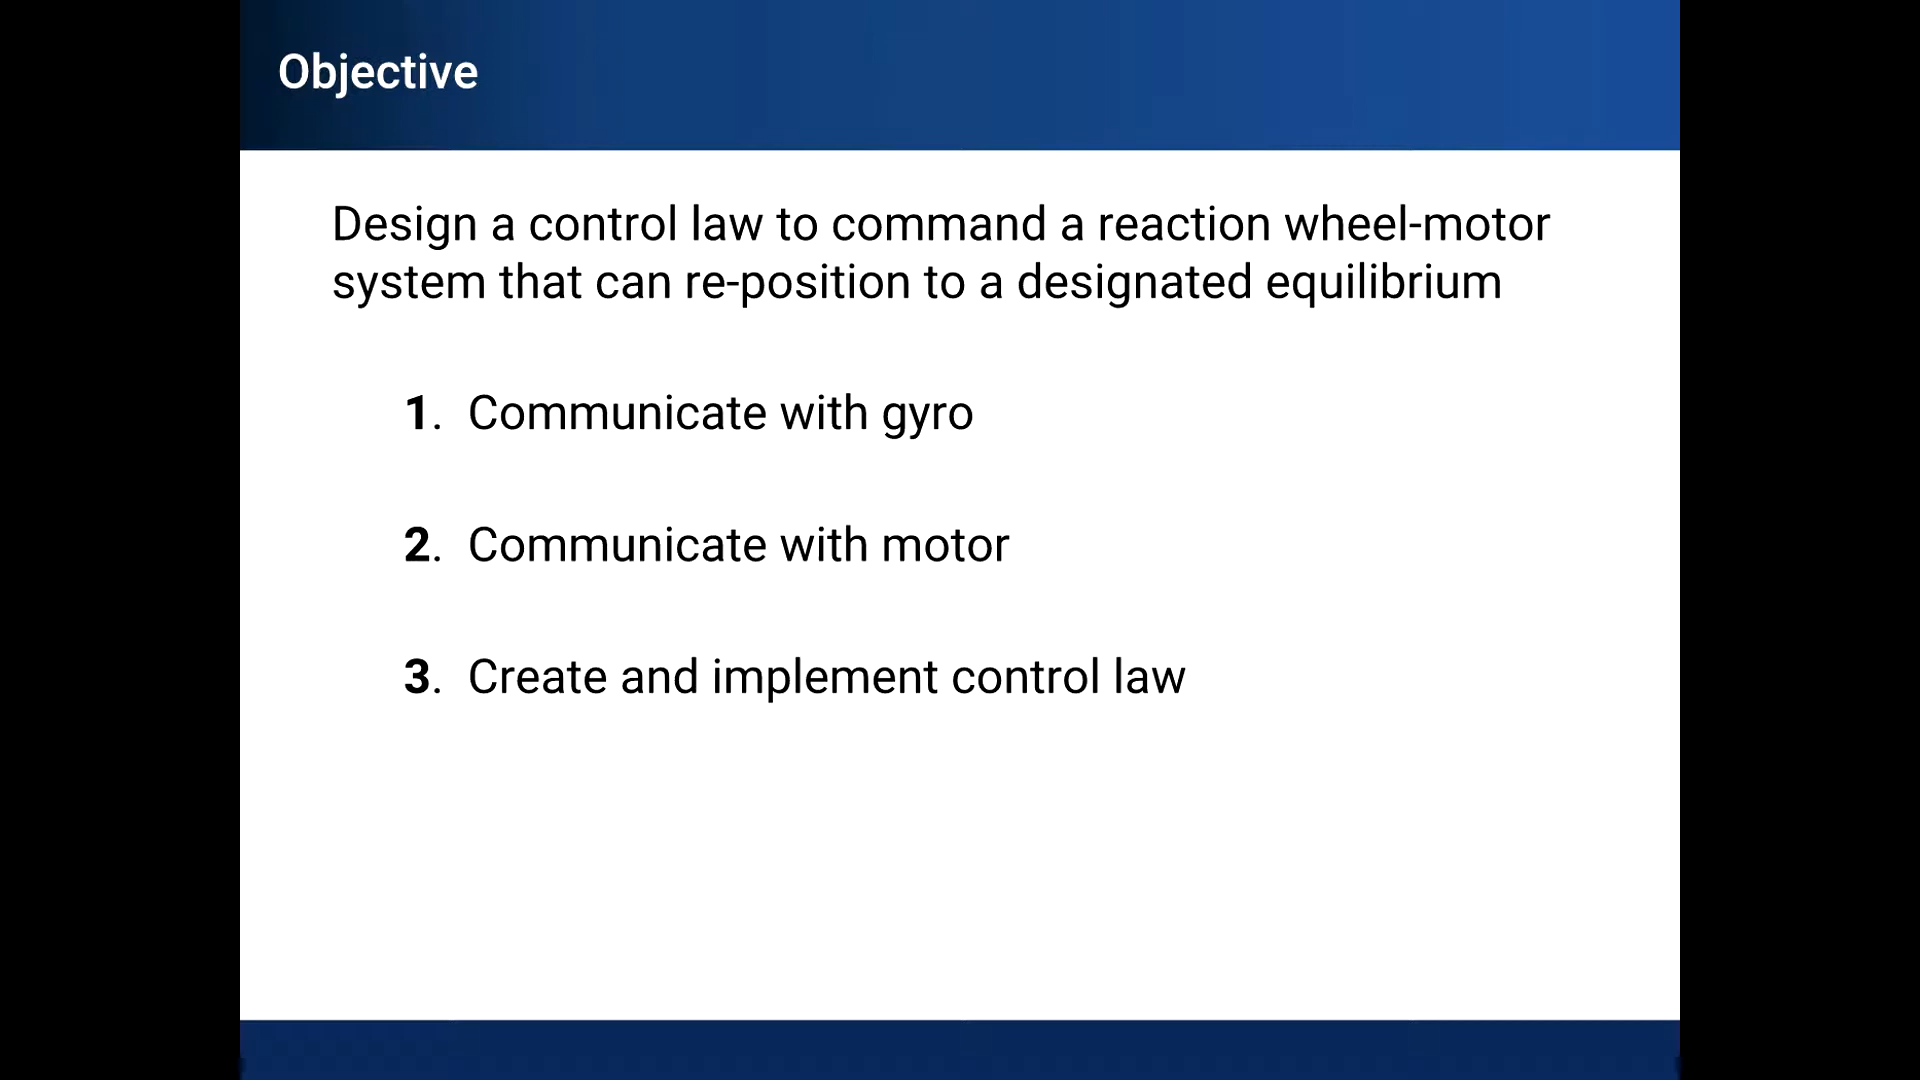 Objective
Design a control law to command a reaction wheel-motor
system that can re-position to a designated equilibrium
1. Communicate with gyro
2. Communicate with motor
3. Create and implement control law